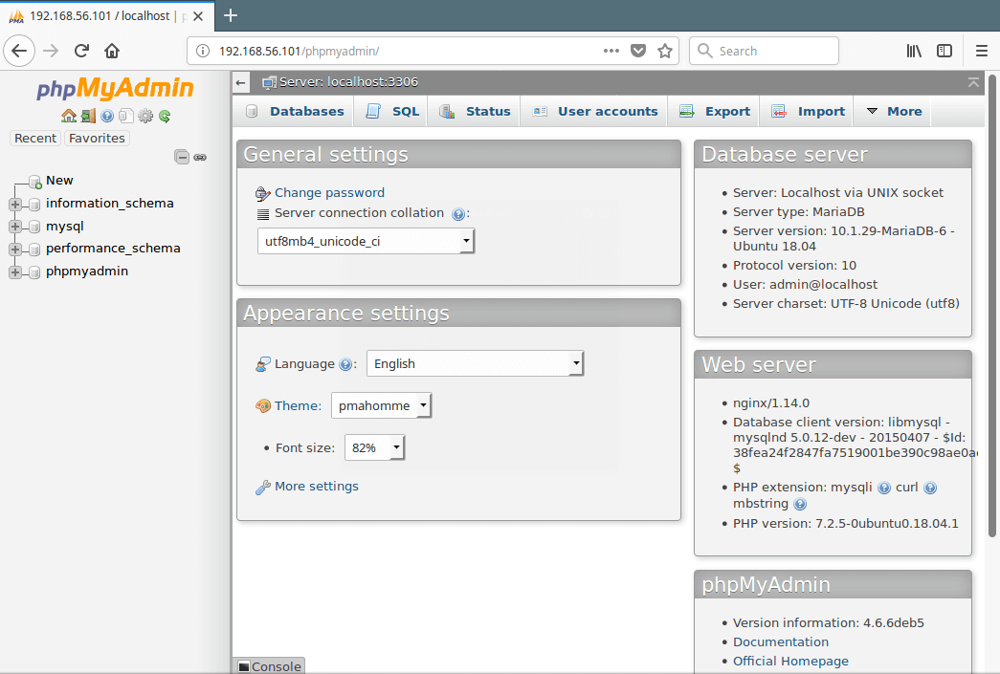 192.168.56.101 / localhost |
192.168.56.101/phpmyadmin/
Search
phpMyAdmin
Recent
Favorites
New
information_schema
mysql
performance_schema
phpmyadmin
Server: localhost:3306
Databases
SQL
Status
User accounts
Export
Import
More
General settings
Change password
Server connection collation :
utf8mb4_unicode_ci
Appearance settings
Language :
English
Theme:
pmahomme
• Font size:
82%
More settings
Database server
• Server: Localhost via UNIX socket
• Server type: MariaDB
• Server version: 10.1.29-MariaDB-6 -
Ubuntu 18.04
• Protocol version: 10
• User: admin@localhost
• Server charset: UTF-8 Unicode (utf8)
Web server
• nginx/1.14.0
• Database client version: libmysql -
mysqlnd 5.0.12-dev - 20150407 - $Id:
38fea24f2847fa7519001be390c98ae0a
$
• PHP extension: mysqli curl
mbstring
• PHP version: 7.2.5-0ubuntu0.18.04.1
phpMyAdmin
• Version information: 4.6.6deb5
• Documentation
• Official Homepage
Console